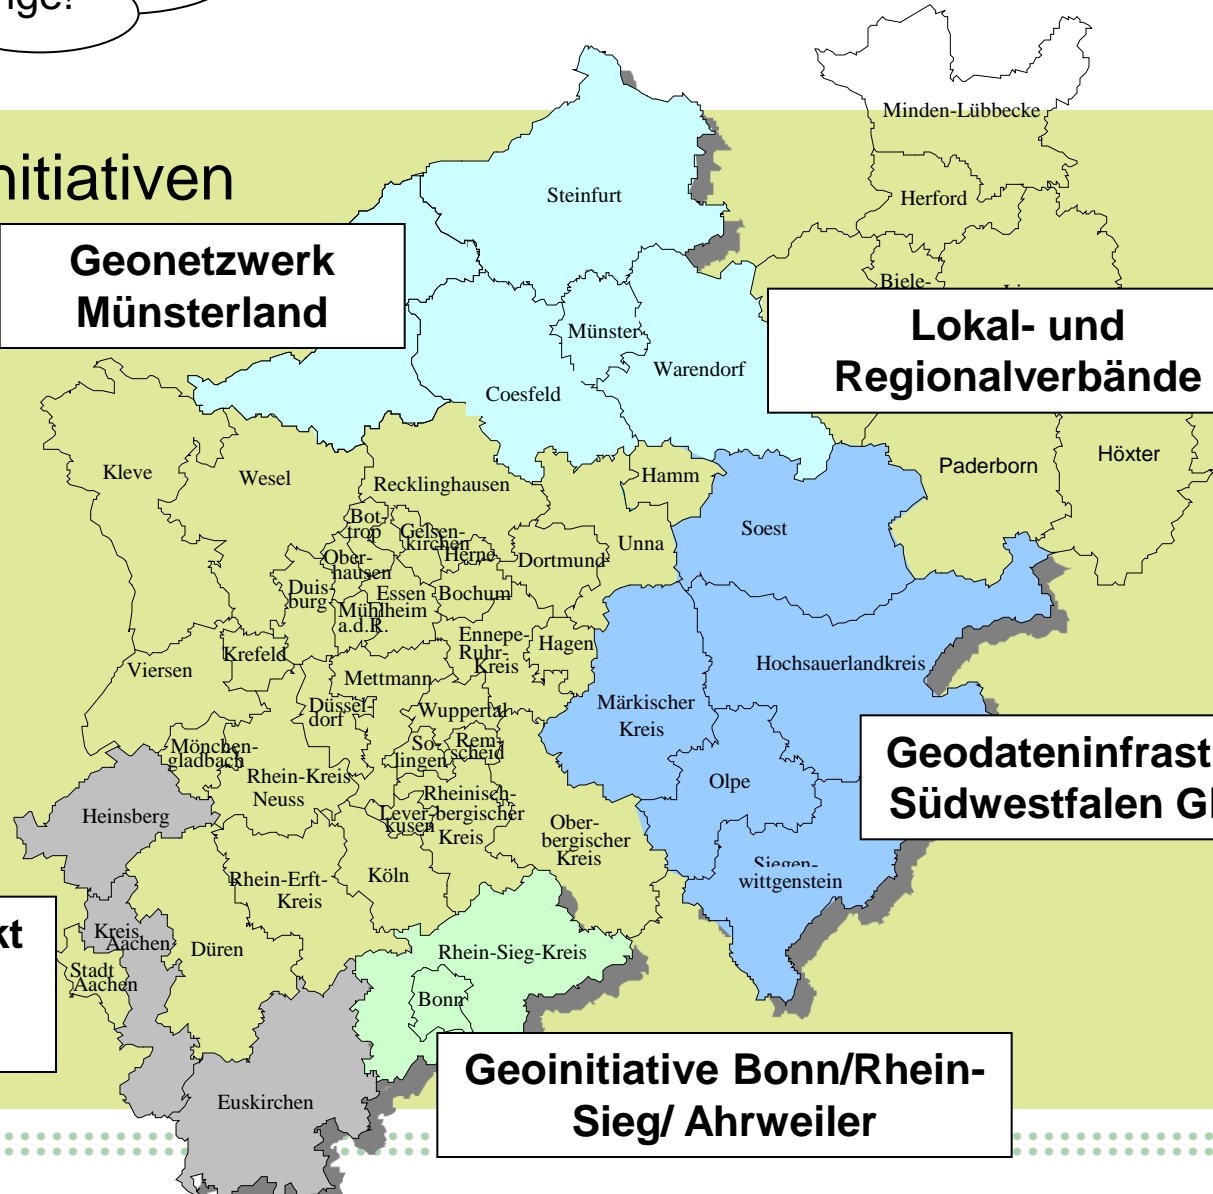 nitiativen
Minden-Lübbecke
Steinfurt
Herford
Geonetzwerk
Münsterland
Biele-
Lokal- und
Regionalverbände
Münster
Warendorf
Coesfeld
Kleve
Wesel
Recklinghausen
Hamm
Paderborn
Höxter
Bot-
trop
Gelsen-
kirchen
Herne
Dortmund
Unna
Soest
Ober-
hausen
Duis-
burg
Essen
Bochum
Mühlheim
a.d.R.
Ennepe-
Ruhr-
Kreis
Hagen
Krefeld
Viersen
Mettmann
Hochsauerlandkreis
Märkischer
Kreis
Düssel-
dorf
Wuppertal
So-
lingen
Rem-
scheid
Mönchen-
gladbach
Rhein-Kreis
Neuss
Geodateninfrast
Südwestfalen
Olpe
Heinsberg
Rheinisch-
bergischer
Kreis
Lever-
kusen
Ober-
bergischer
Kreis
Siegen-
wittgenstein
Rhein-Erft-
Kreis
Köln
kt
Kreis
Aachen
Düren
Stadt
Aachen
Rhein-Sieg-Kreis
Bonn
Geoinitiative Bonn/Rhein-
Sieg/ Ahrweiler
Euskirchen